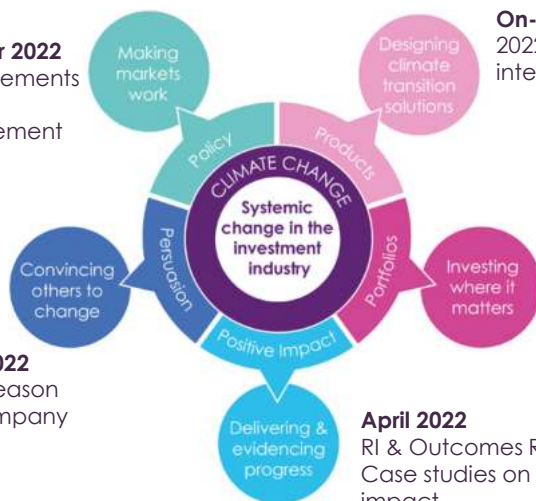 On-
2022
inte
r 2022
ements
ement
Making
markets
work
Designing
climate
transition
solutions
Policy
Products
CLIMATE CHANGE
Systemic
change in the
investment
industry
Persuasion
Portfolios
Convincing
others to
change
Investing
where it
matters
Positive Impact
022
eason
mpany
Delivering &
evidencing
progress
April 2022
RI & Outcomes R
Case studies on
impact